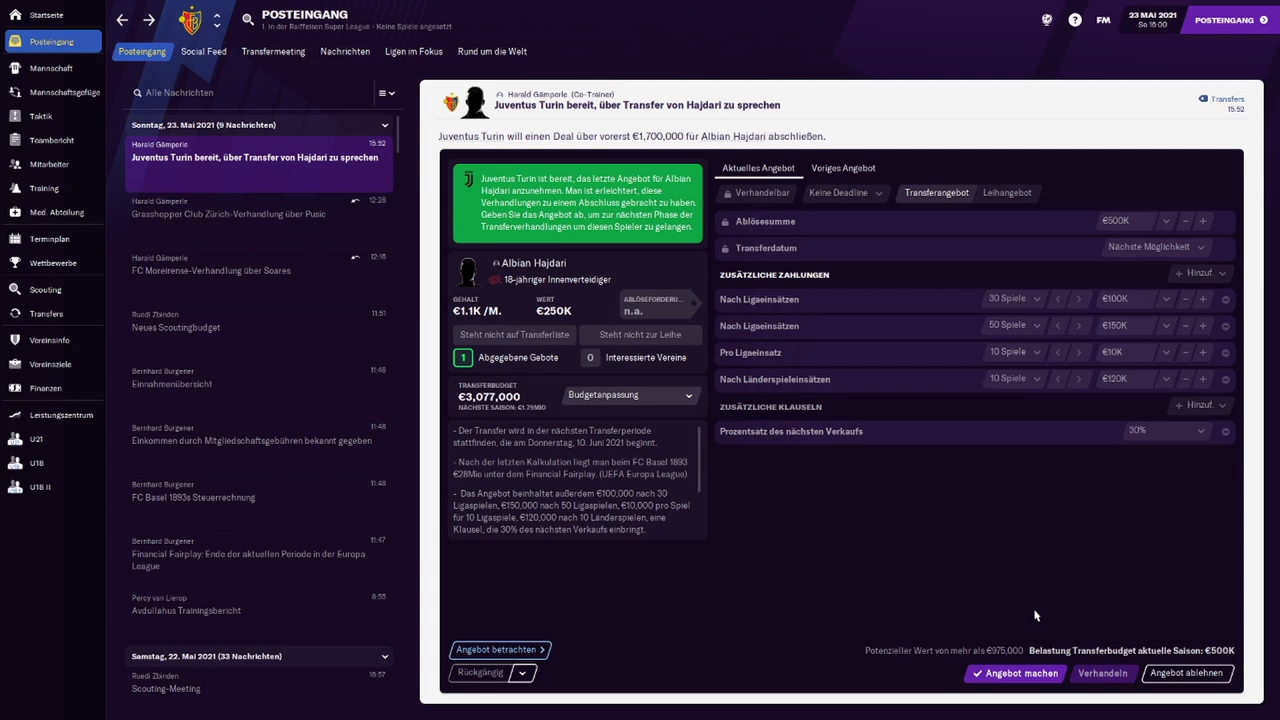 Startseite
Posteingang
Mannschaft
Mannschaftsgefüge
Taktik
Teambericht
Mitarbeiter
Training
Med. Abteilung
Terminplan
Wettbewerbe
Scouting
Transfers
Vereinsinfo
Vereinsziele
Finanzen
Leistungszentrum
U21
U18
U18 II
POSTEINGANG
1. in der Raiffeisen Super League - Keine Spiele angesetzt
FM
23 MAI 2021
So 16:00
POSTEINGANG
Posteingang Social Feed Transfermeeting Nachrichten Ligen im Fokus Rund um die Welt
Alle Nachrichten
Sonntag, 23. Mai 2021 (9 Nachrichten)
Harald Gämperle 15:52
Juventus Turin bereit, über Transfer von Hajdari zu sprechen
Harald Gämperle 12:26
Grasshopper Club Zürich-Verhandlung über Pusic
Harald Gämperle 12:16
FC Moreirense-Verhandlung über Soares
Ruedi Zbinden 11:51
Neues Scoutingbudget
Bernhard Burgener 11:48
Einnahmenübersicht
Bernhard Burgener 11:48
Einkommen durch Mitgliedschaftsgebühren bekannt gegeben
Bernhard Burgener 11:48
FC Basel 1893s Steuerrechnung
Bernhard Burgener 11:47
Financial Fairplay: Ende der aktuellen Periode in der Europa
League
Percy van Lierop 8:55
Avdullahus Trainingsbericht
Samstag, 22. Mai 2021 (33 Nachrichten)
Ruedi Zbinden 16:57
Scouting-Meeting
Harald Gämperle (Co-Trainer)
Juventus Turin bereit, über Transfer von Hajdari zu sprechen
Transfers
15:52
Juventus Turin will einen Deal über vorerst €1,700,000 für Albian Hajdari abschließen.
Juventus Turin ist bereit, das letzte Angebot für Albian
Hajdari anzunehmen. Man ist erleichtert, diese
Verhandlungen zu einem Abschluss gebracht zu haben.
Geben Sie das Angebot ab, um zur nächsten Phase der
Transferverhandlungen um diesen Spieler zu gelangen.
Albian Hajdari
18-jähriger Innenverteidiger
GEHALT WERT ABLÖSEFORDERU...
€1.1K /M. €250K n.a.
Steht nicht auf Transferliste Steht nicht zur Leihe
1 Abgegebene Gebote 0 Interessierte Vereine
TRANSFERBUDGET
€3,077,000
NÄCHSTE SAISON: €1.79MIO
Budgetanpassung
- Der Transfer wird in der nächsten Transferperiode
stattfinden, die am Donnerstag, 10. Juni 2021 beginnt.
- Nach der letzten Kalkulation liegt man beim FC Basel 1893
€28Mio unter dem Financial Fairplay. (UEFA Europa League)
- Das Angebot beinhaltet außerdem €100,000 nach 30
Ligaspielen, €150,000 nach 50 Ligaspielen, €10,000 pro Spiel
für 10 Ligaspiele, €120,000 nach 10 Länderspielen, eine
Klausel, die 30% des nächsten Verkaufs einbringt.
Angebot betrachten
Rückgängig
Aktuelles Angebot Voriges Angebot
Verhandelbar Keine Deadline Transferangebot Leihangebot
Ablösesumme €500K
Transferdatum Nächste Möglichkeit
ZUSÄTZLICHE ZAHLUNGEN + Hinzuf.
Nach Ligaeinsätzen 30 Spiele €100K
Nach Ligaeinsätzen 50 Spiele €150K
Pro Ligaeinsatz 10 Spiele €10K
Nach Länderspieleinsätzen 10 Spiele €120K
ZUSÄTZLICHE KLAUSELN + Hinzuf.
Prozentsatz des nächsten Verkaufs 30%
Potenzieller Wert von mehr als €975,000 Belastung Transferbudget aktuelle Saison: €500K
Angebot machen Verhandeln Angebot ablehnen